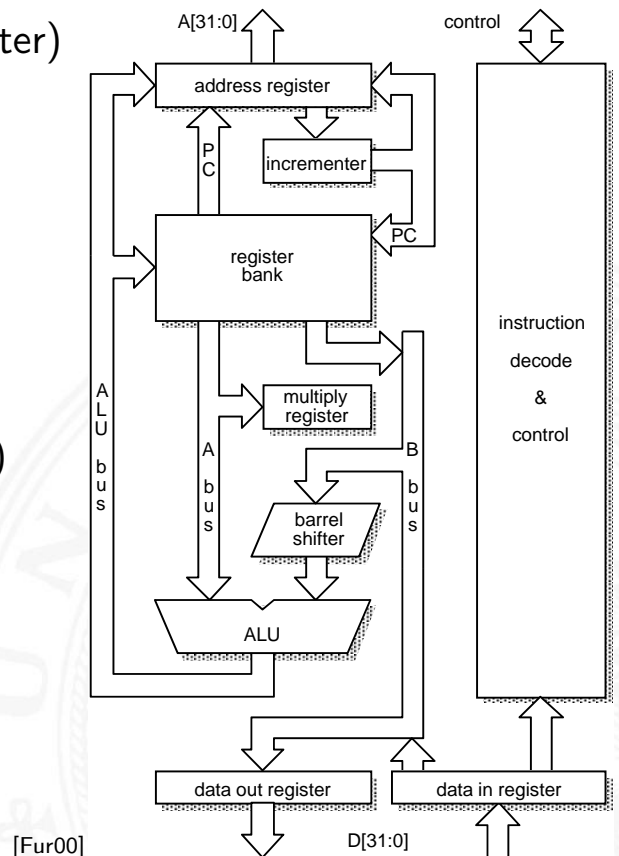 A[31:0]
control
ter)
address register
P
C
incrementer
PC
register
bank
instruction
decode
&
control
multiply
register
A
L
U
b
u
s
A
b
u
s
B
b
u
s
)
barrel
shifter
ALU
data out register
data in register
[Fur00]
D[31:0]